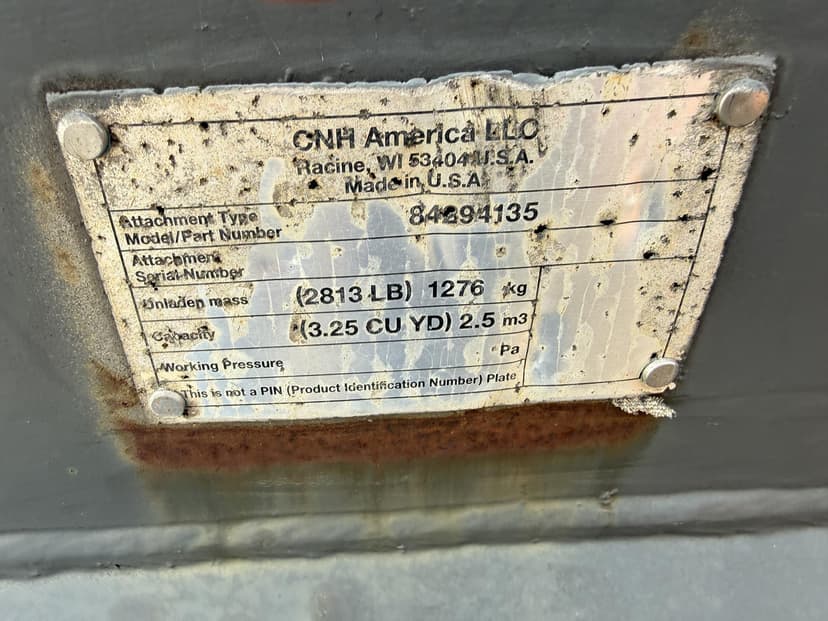 CNH America LLC
Racine, WI 53404 U.S.A.
Made in U.S.A.
Attachment Type
Model/Part Number 84294135
Attachment
Serial Number
Unladen mass (2813 LB) 1276 kg
Capacity (3.25 CU YD) 2.5 m3
Working Pressure Pa
This is not a PIN (Product Identification Number) Plate